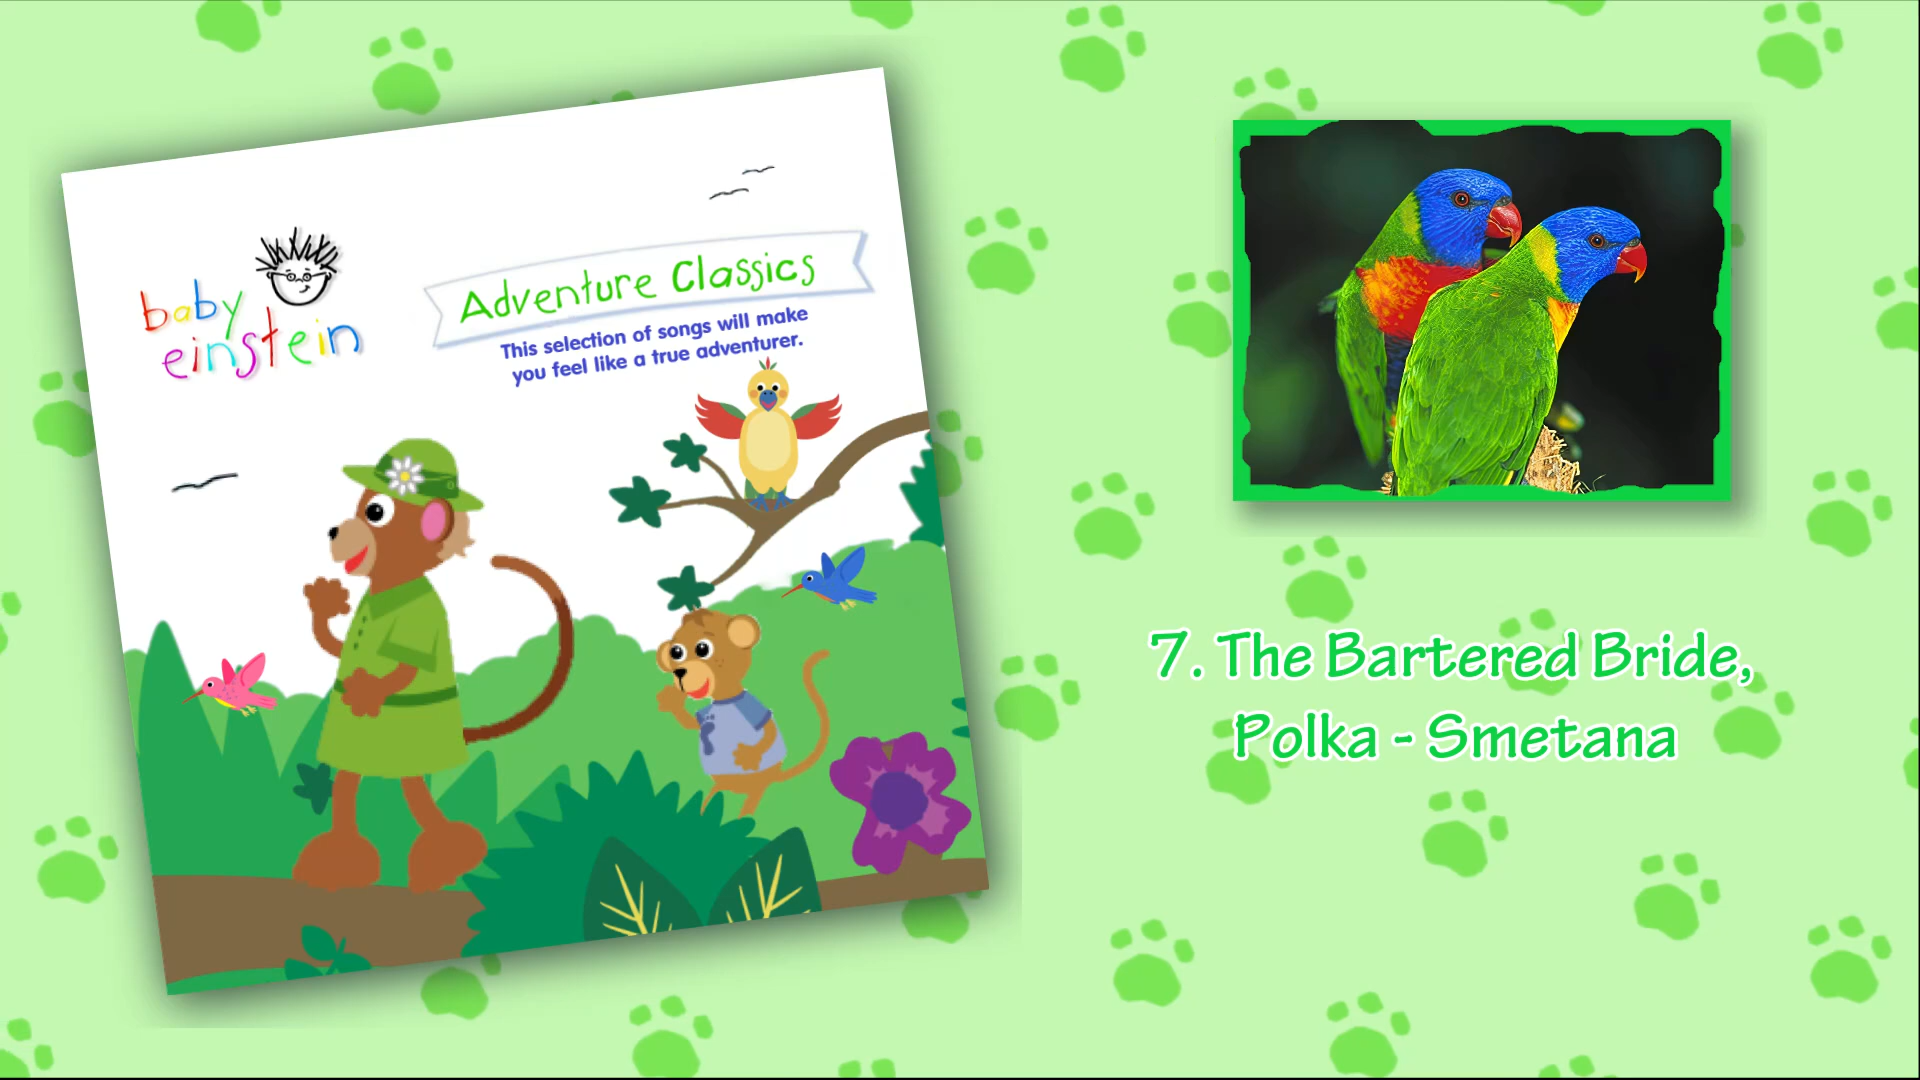 baby
einstein
Adventure Classics
This selection of songs will make
you feel like a true adventurer.
7. The Bartered Bride,
Polka - Smetana